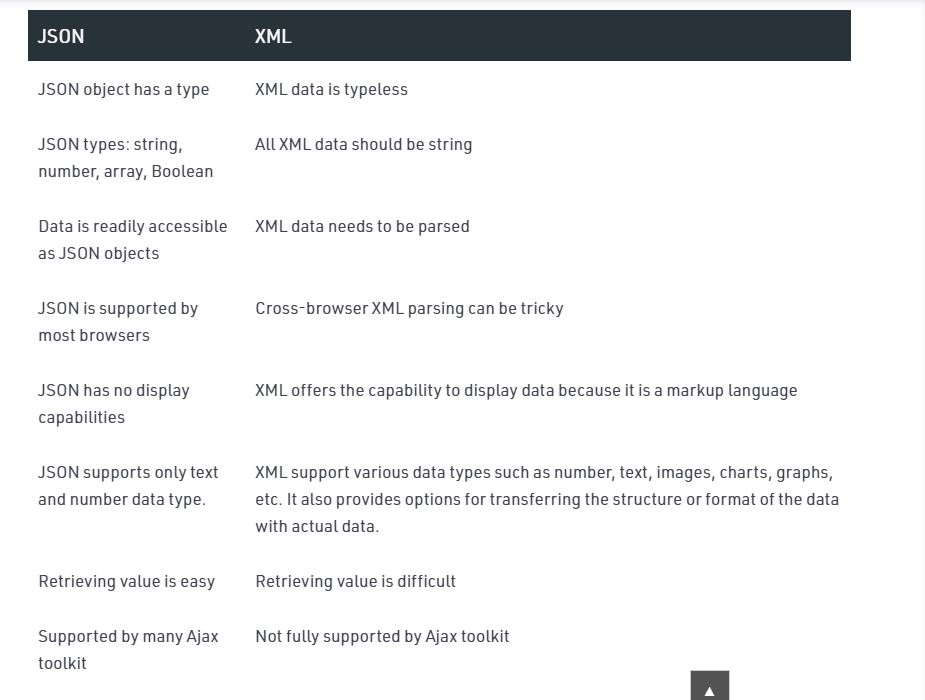 JSON XML
JSON object has a type XML data is typeless
JSON types: string, All XML data should be string
number, array, Boolean
Data is readily accessible XML data needs to be parsed
as JSON objects
JSON is supported by Cross-browser XML parsing can be tricky
most browsers
JSON has no display XML offers the capability to display data because it is a markup language
capabilities
JSON supports only text XML support various data types such as number, text, images, charts, graphs,
and number data type. etc. It also provides options for transferring the structure or format of the data
with actual data.
Retrieving value is easy Retrieving value is difficult
Supported by many Ajax Not fully supported by Ajax toolkit
toolkit